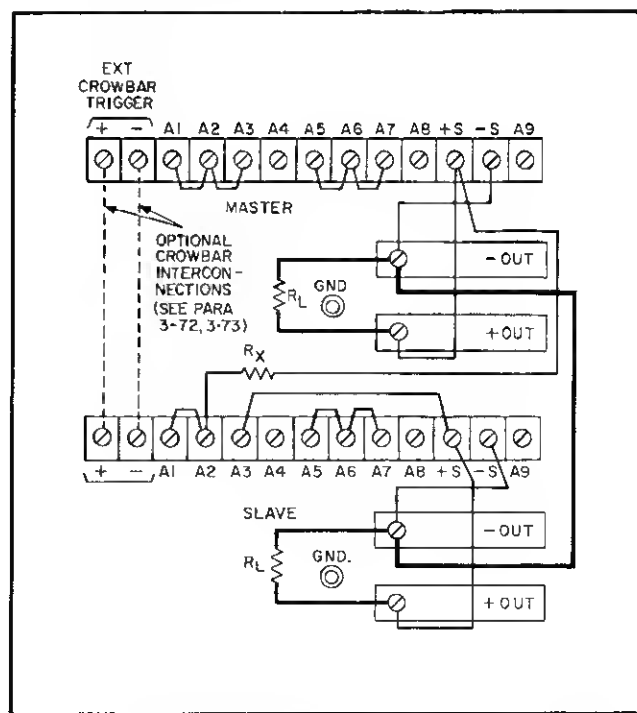 EXT
CROWBAR
TRIGGER
+ − A1 A2 A3 A4 A5 A6 A7 A8 +S −S A9
MASTER
OPTIONAL
CROWBAR
INTERCON-
NECTIONS
(SEE PARA
3-72, 3-73)
−OUT
RL GND
+OUT
RX
+ − A1 A2 A3 A4 A5 A6 A7 A8 +S −S A9
SLAVE
−OUT
RL GND.
+OUT